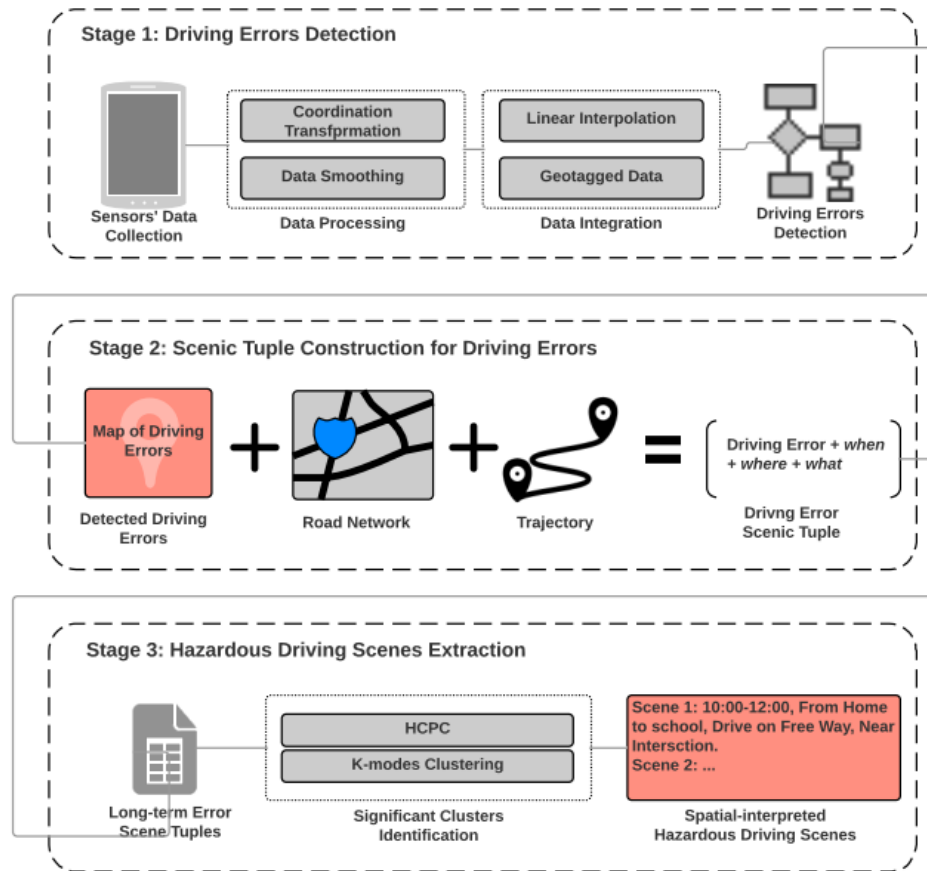 Stage 1: Driving Errors Detection
Coordination
Transfprmation
Data Smoothing
Linear Interpolation
Geotagged Data
Sensors' Data
Collection
Data Processing
Data Integration
Driving Errors
Detection
Stage 2: Scenic Tuple Construction for Driving Errors
Map of Driving
Errors
Driving Error + when
+ where + what
Detected Driving
Errors
Road Network
Trajectory
Drivng Error
Scenic Tuple
Stage 3: Hazardous Driving Scenes Extraction
HCPC
K-modes Clustering
Scene 1: 10:00-12:00, From Home
to school, Drive on Free Way, Near
Intersction.
Scene 2: ...
Long-term Error
Scene Tuples
Significant Clusters
Identification
Spatial-interpreted
Hazardous Driving Scenes